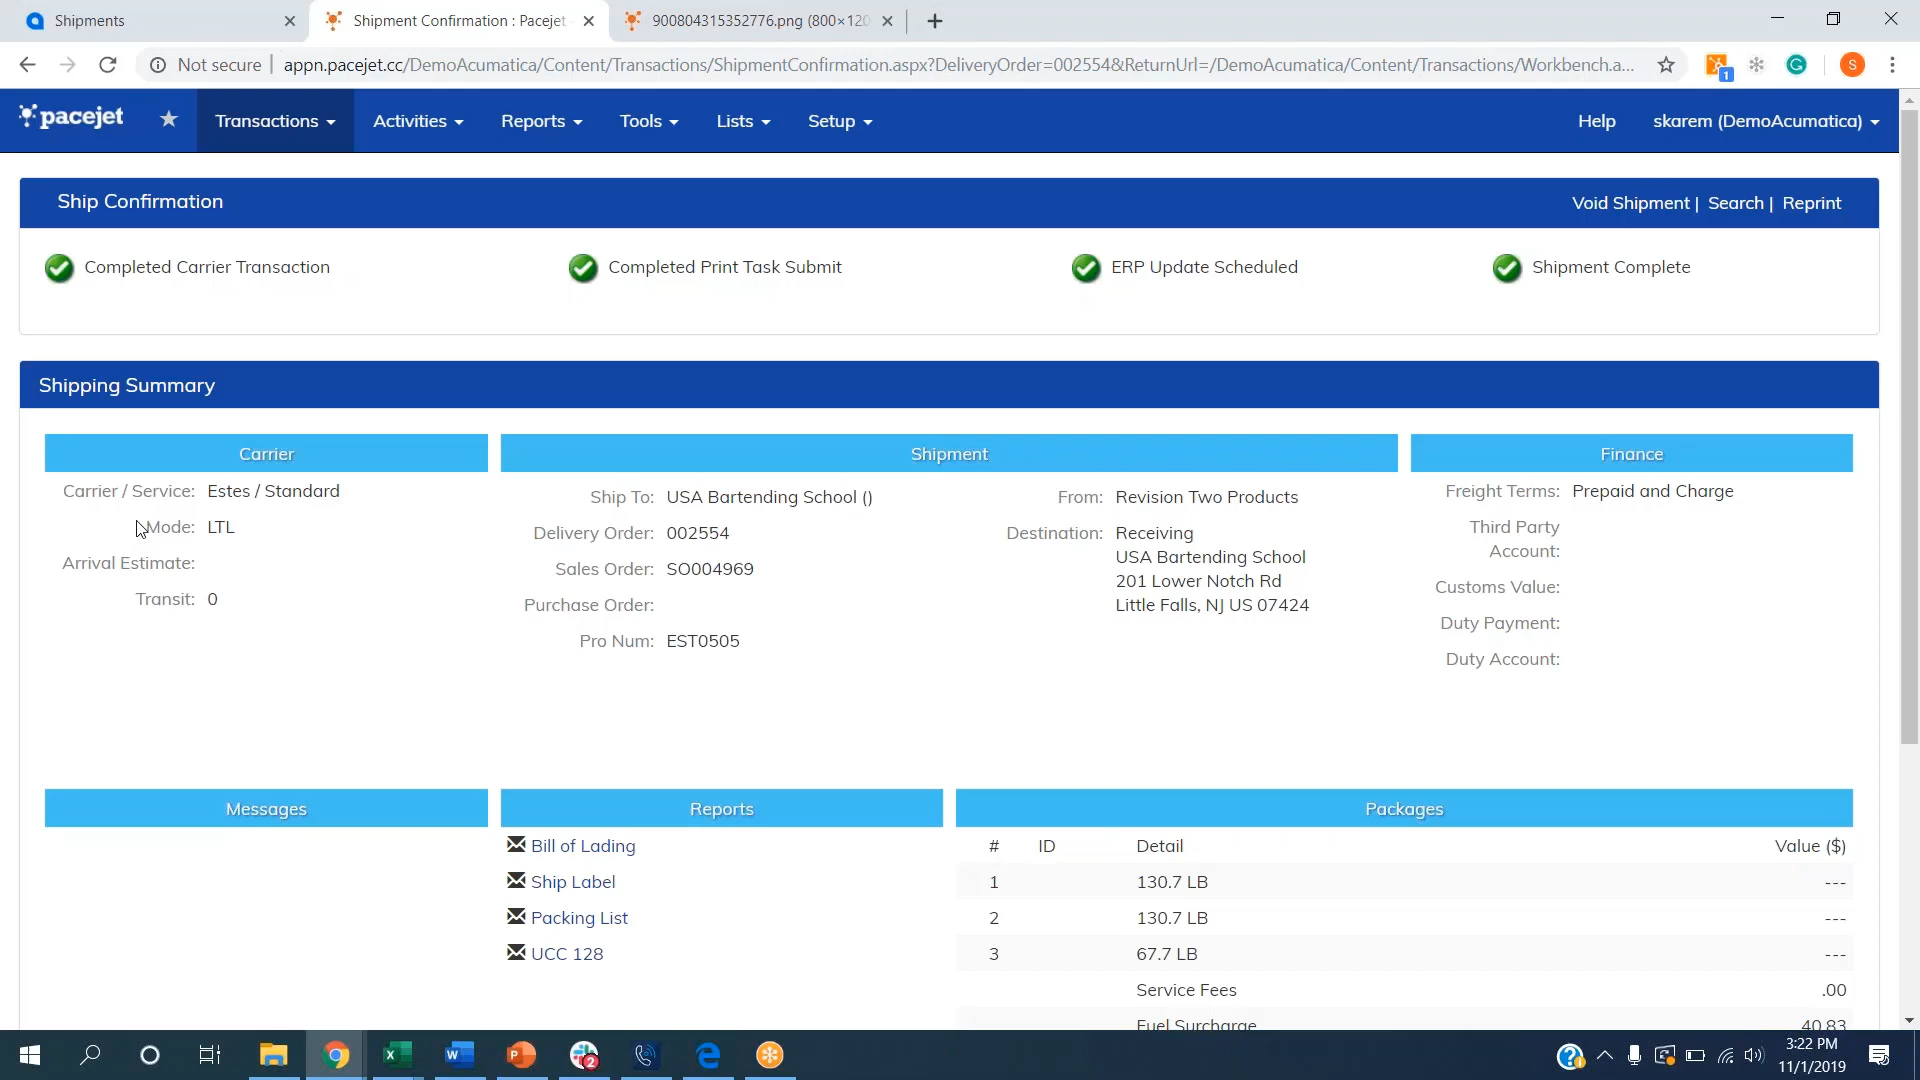 Shipments
Shipment Confirmation : Pacejet
900804315352776.png (800×120
Not secure
appn.pacejet.cc/DemoAcumatica/Content/Transactions/ShipmentConfirmation.aspx?DeliveryOrder=002554&ReturnUrl=/DemoAcumatica/Content/Transactions/Workbench.a...
1
S
pacejet
Transactions
Activities
Reports
Tools
Lists
Setup
Help
skarem (DemoAcumatica)
Ship Confirmation
Void Shipment | Search | Reprint
Completed Carrier Transaction
Completed Print Task Submit
ERP Update Scheduled
Shipment Complete
Shipping Summary
Carrier
Carrier / Service: Estes / Standard
Mode: LTL
Arrival Estimate:
Transit: 0
Shipment
Ship To: USA Bartending School ()
Delivery Order: 002554
Sales Order: SO004969
Purchase Order:
Pro Num: EST0505
From: Revision Two Products
Destination: Receiving
USA Bartending School
201 Lower Notch Rd
Little Falls, NJ US 07424
Finance
Freight Terms: Prepaid and Charge
Third Party
Account:
Customs Value:
Duty Payment:
Duty Account:
Messages
Reports
Bill of Lading
Ship Label
Packing List
UCC 128
Packages
# ID Detail Value ($)
1 130.7 LB ---
2 130.7 LB ---
3 67.7 LB ---
Service Fees .00
Fuel Surcharge 40.83
2
3:22 PM
11/1/2019